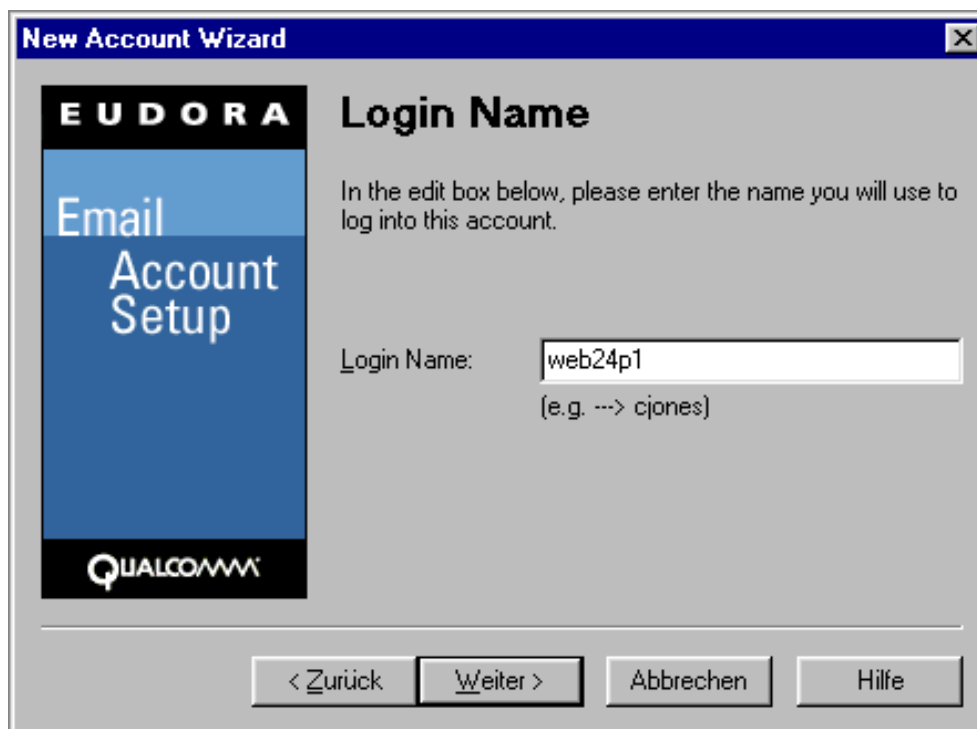 New Account Wizard
EUDORA
Email
Account
Setup
QUALCOMM
Login Name
In the edit box below, please enter the name you will use to
log into this account.
Login Name: web24p1
(e.g. ---> cjones)
< Zurück Weiter > Abbrechen Hilfe